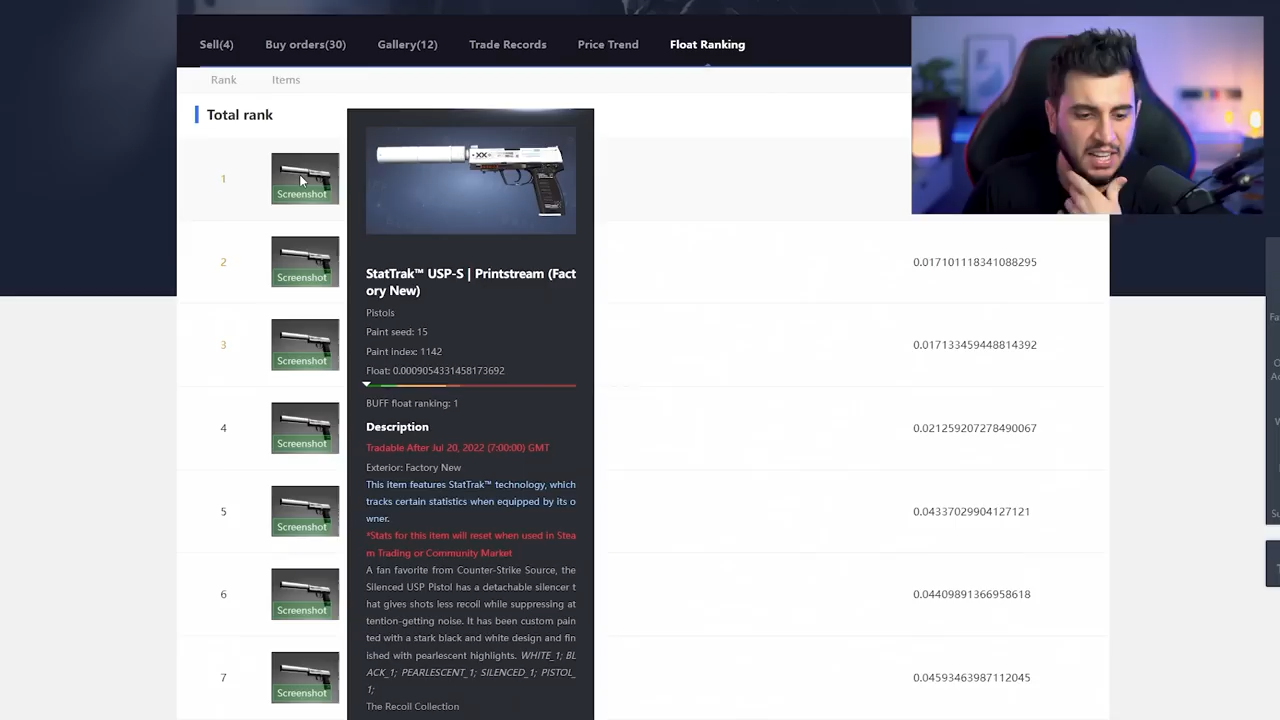 Sell(4) Buy orders(30) Gallery(12) Trade Records Price Trend Float Ranking
Rank Items
Total rank
1 Screenshot
2 Screenshot 0.017101118341088295
3 Screenshot 0.017133459448814392
4 Screenshot 0.021259207278490067
5 Screenshot 0.04337029904127121
6 Screenshot 0.04409891366958618
7 Screenshot 0.04593463987112045
StatTrak™ USP-S | Printstream (Fact
ory New)
Pistols
Paint seed: 15
Paint index: 1142
Float: 0.0009054331458173692
BUFF float ranking: 1
Description
Tradable After Jul 20, 2022 (7:00:00) GMT
Exterior: Factory New
This item features StatTrak™ technology, which
tracks certain statistics when equipped by its o
wner.
*Stats for this item will reset when used in Stea
m Trading or Community Market
A fan favorite from Counter-Strike Source, the
Silenced USP Pistol has a detachable silencer t
hat gives shots less recoil while suppressing at
tention-getting noise. It has been custom pain
ted with a stark black and white design and fin
ished with pearlescent highlights. WHITE_1; BL
ACK_1; PEARLESCENT_1; SILENCED_1; PISTOL_
1;
The Recoil Collection